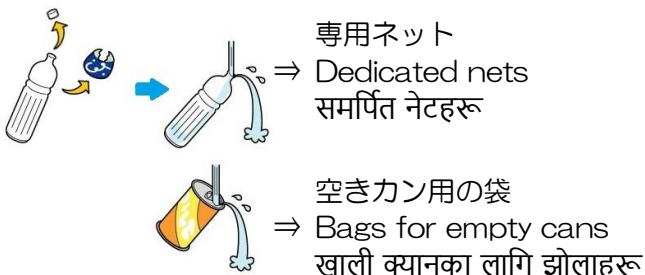 専用ネット
⇒ Dedicated nets
समर्पित नेटहरू
空きカン用の袋
⇒ Bags for empty cans
खाली क्यानका लागि झोलाहरू